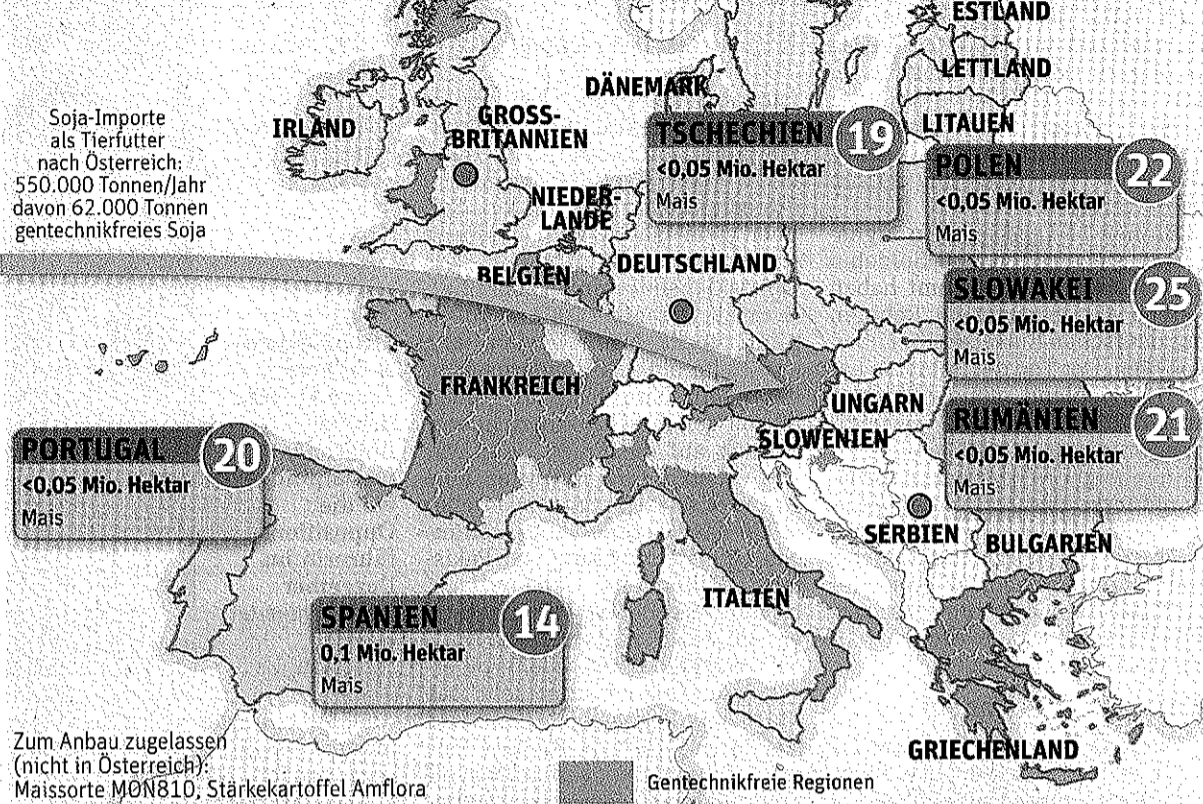 ESTLAND
LETTLAND
LITAUEN
DÄNEMARK
IRLAND
GROSS-
BRITANNIEN
NIEDER-
LANDE
BELGIEN
DEUTSCHLAND
FRANKREICH
UNGARN
SLOWENIEN
SERBIEN
BULGARIEN
ITALIEN
GRIECHENLAND
Soja-Importe
als Tierfutter
nach Österreich:
550.000 Tonnen/Jahr
davon 62.000 Tonnen
gentechnikfreies Soja
TSCHECHIEN 19
<0,05 Mio. Hektar
Mais
POLEN 22
<0,05 Mio. Hektar
Mais
SLOWAKEI 25
<0,05 Mio. Hektar
Mais
RUMÄNIEN 21
<0,05 Mio. Hektar
Mais
PORTUGAL 20
<0,05 Mio. Hektar
Mais
SPANIEN 14
0,1 Mio. Hektar
Mais
Zum Anbau zugelassen
(nicht in Österreich):
Maissorte MON810, Stärkekartoffel Amflora
Gentechnikfreie Regionen